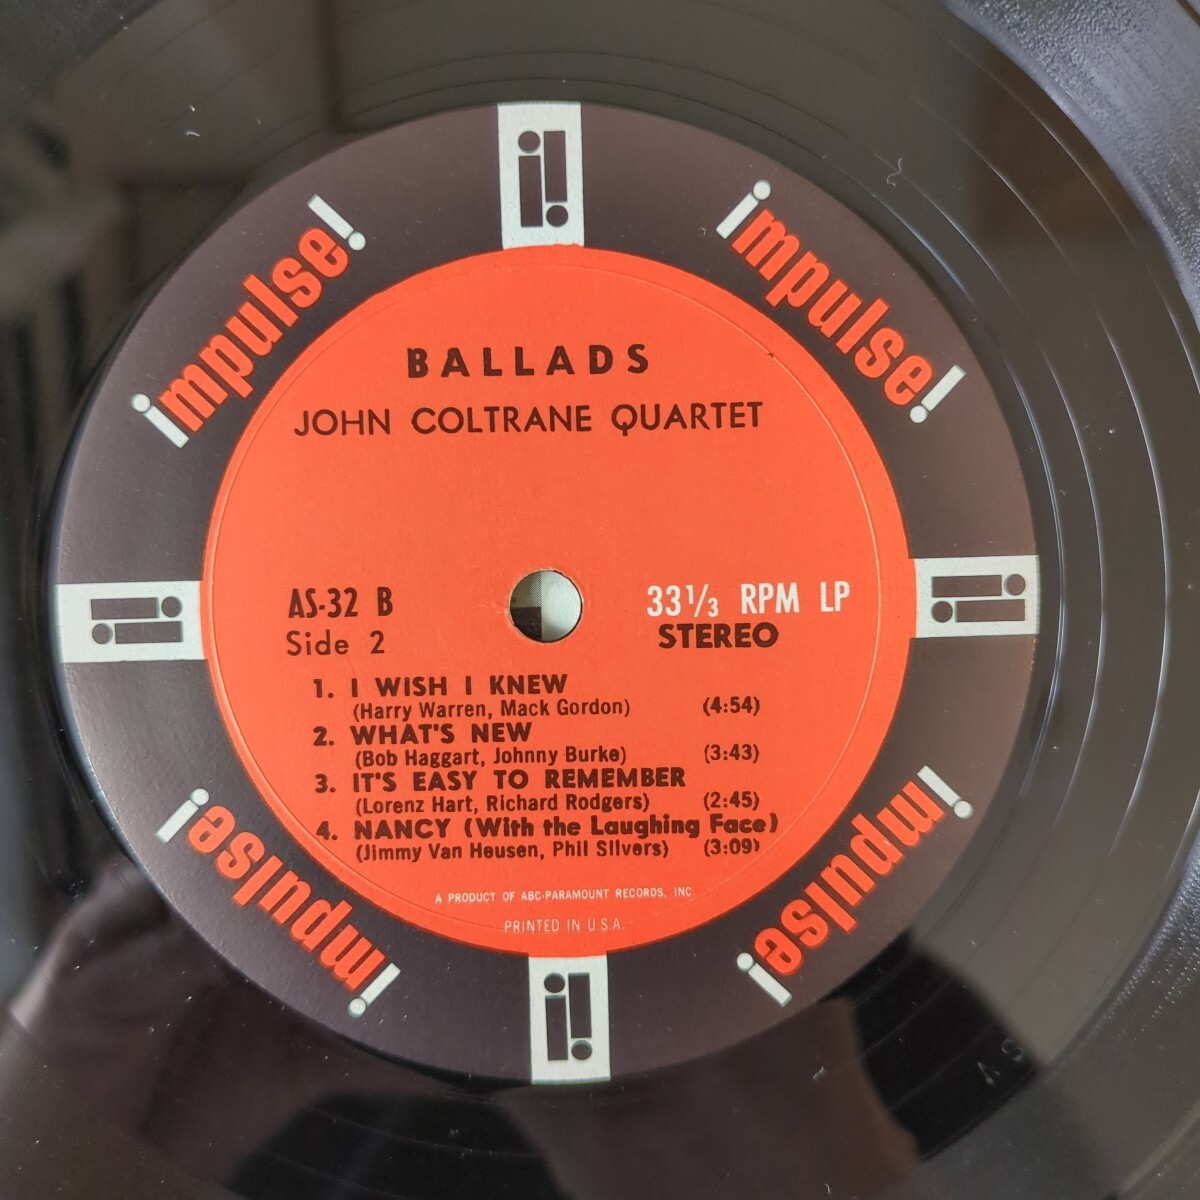 impulse!
impulse!
BALLADS
JOHN COLTRANE QUARTET
AS-32 B
Side 2
33 1/3 RPM LP
STEREO
1. I WISH I KNEW
(Harry Warren, Mack Gordon) (4:54)
2. WHAT'S NEW
(Bob Haggart, Johnny Burke) (3:43)
3. IT'S EASY TO REMEMBER
(Lorenz Hart, Richard Rodgers) (2:45)
4. NANCY (With the Laughing Face)
(Jimmy Van Heusen, Phil Silvers) (3:09)
A PRODUCT OF ABC-PARAMOUNT RECORDS, INC.
PRINTED IN U.S.A.
impulse!
impulse!